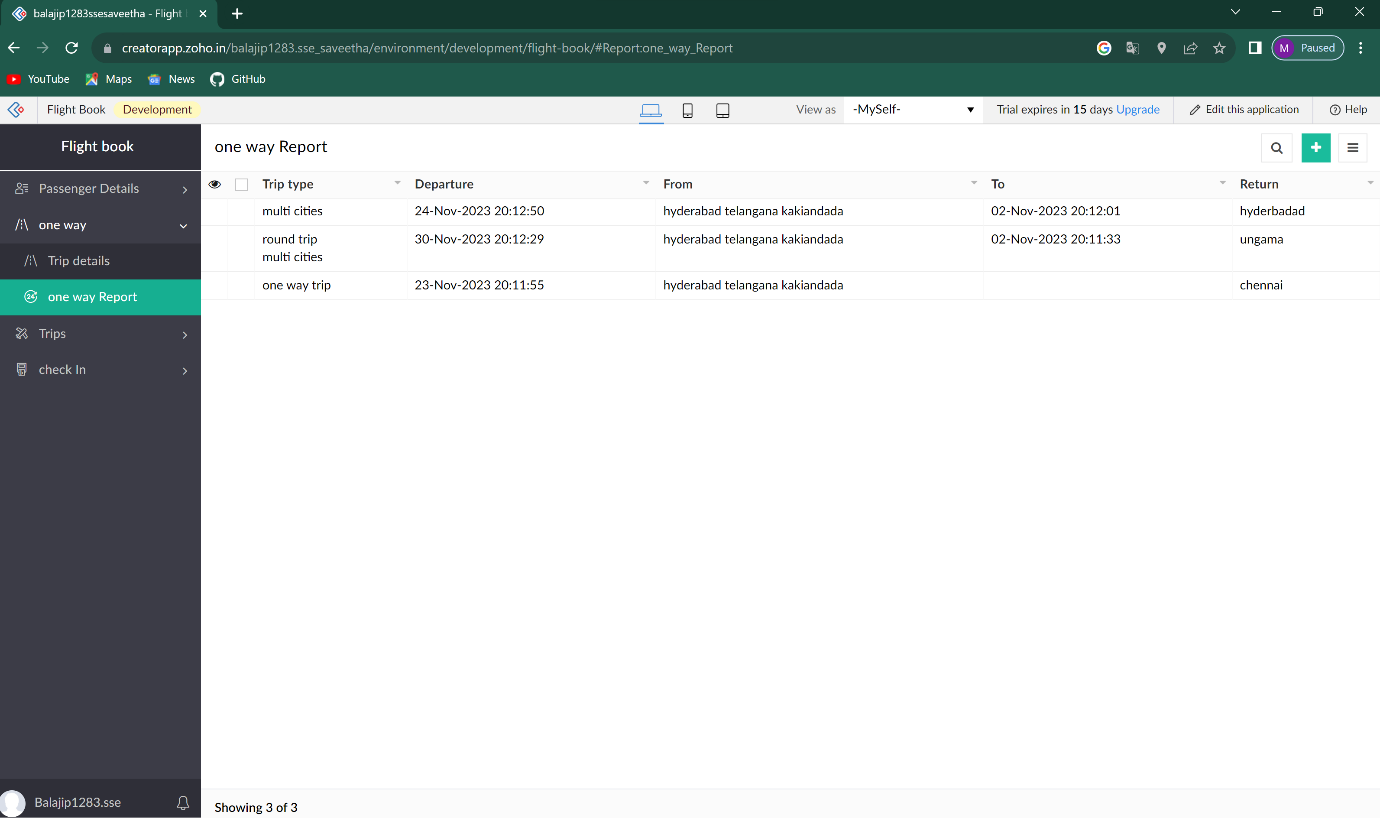 balajip1283ssesaveetha - Flight
creatorapp.zoho.in/balajip1283.sse_saveetha/environment/development/flight-book/#Report:one_way_Report
M Paused
YouTube Maps News GitHub
Flight Book Development View as -MySelf- Trial expires in 15 days Upgrade Edit this application Help
Flight book
Passenger Details
one way
Trip details
one way Report
Trips
check In
Balajip1283.sse
one way Report
Trip type Departure From To Return
multi cities 24-Nov-2023 20:12:50 hyderabad telangana kakiandada 02-Nov-2023 20:12:01 hyderbadad
round trip 30-Nov-2023 20:12:29 hyderabad telangana kakiandada 02-Nov-2023 20:11:33 ungama
multi cities
one way trip 23-Nov-2023 20:11:55 hyderabad telangana kakiandada chennai
Showing 3 of 3